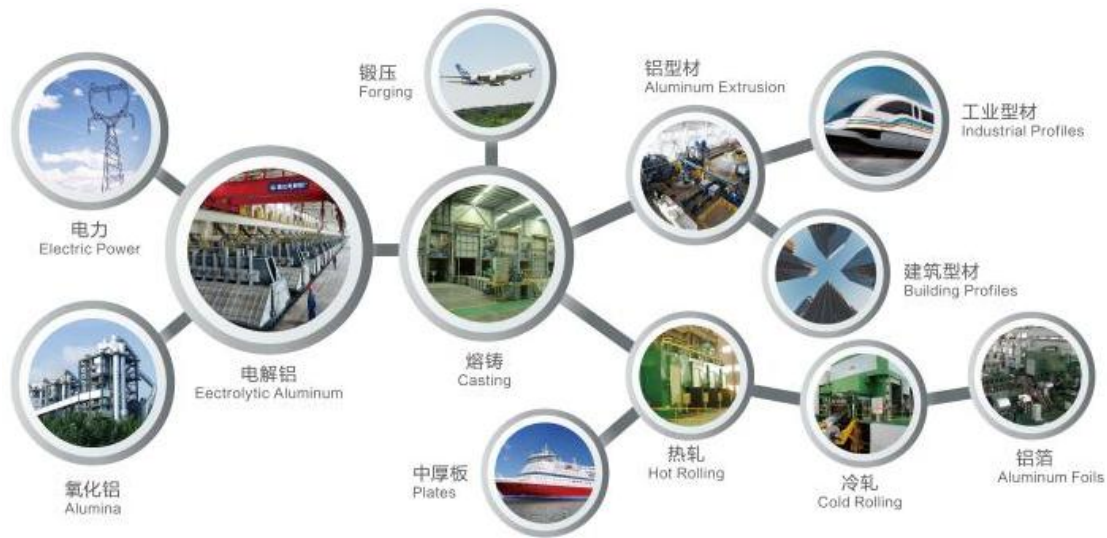 锻压
Forging
铝型材
Aluminum Extrusion
工业型材
Industrial Profiles
电力
Electric Power
建筑型材
Building Profiles
电解铝
Eectrolytic Aluminum
熔铸
Casting
热轧
Hot Rolling
中厚板
Plates
冷轧
Cold Rolling
铝箔
Aluminum Foils
氧化铝
Alumina